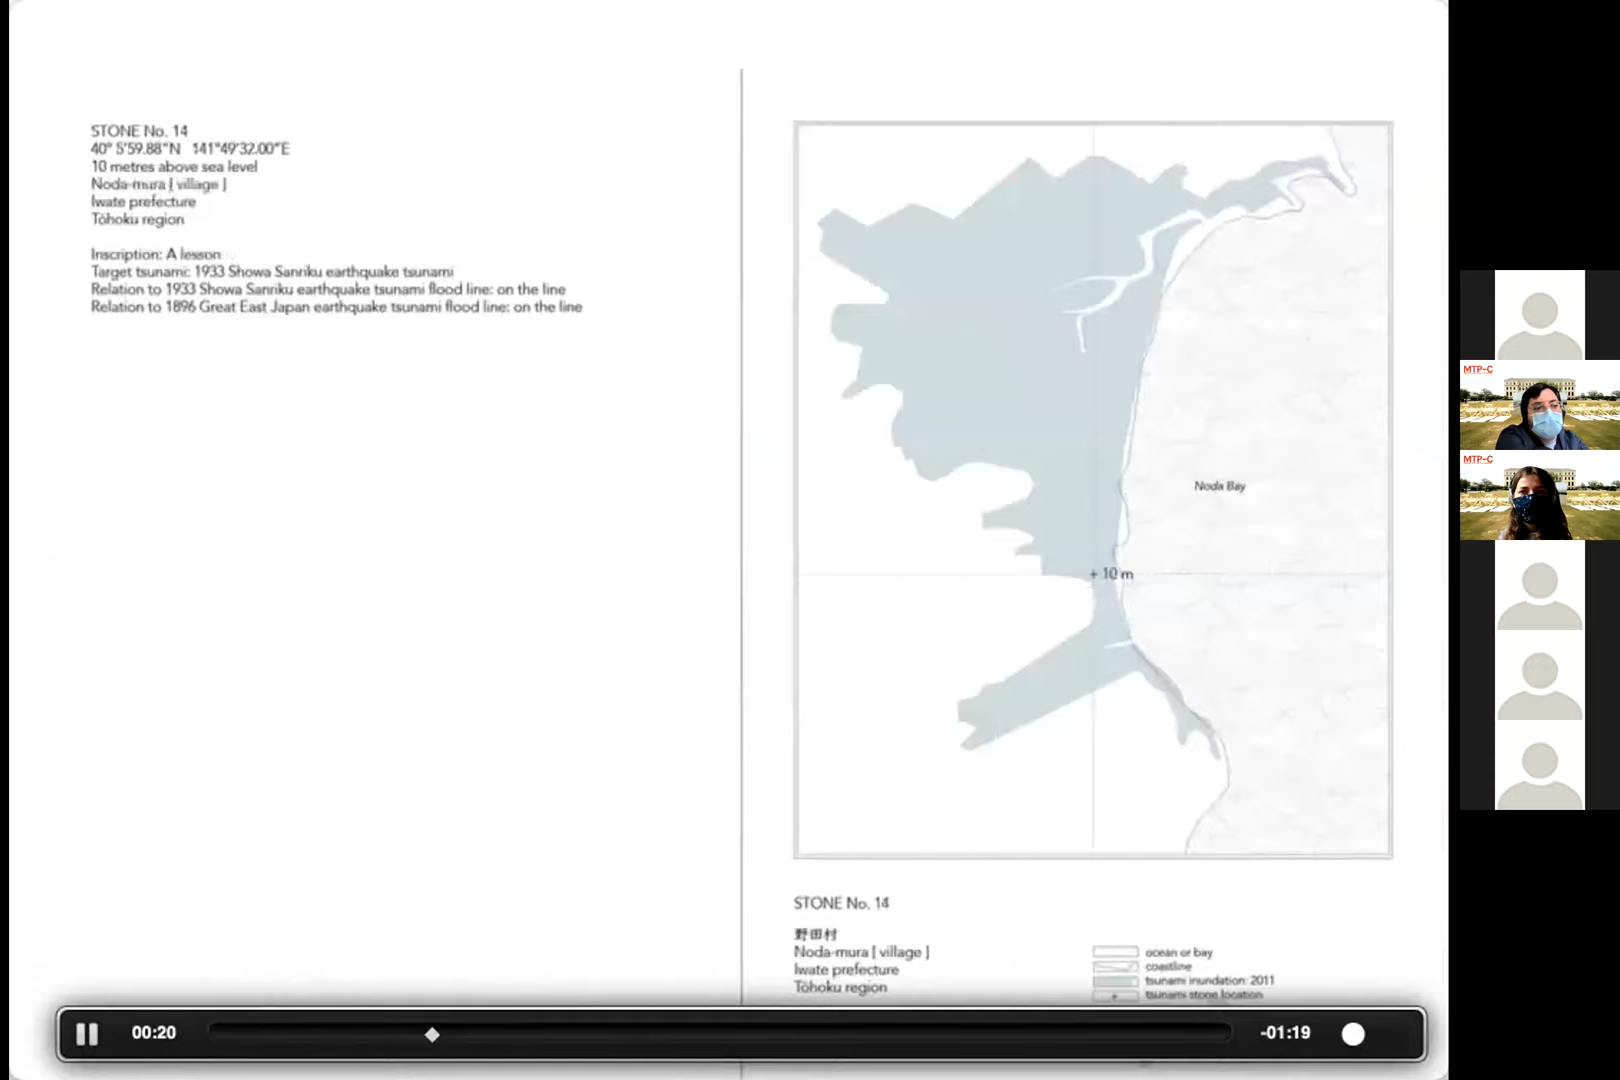 STONE No. 14
40° 5'59.88"N 141°49'32.00"E
10 metres above sea level
Noda-mura [ village ]
Iwate prefecture
Tōhoku region
Inscription: A lesson
Target tsunami: 1933 Showa Sanriku earthquake tsunami
Relation to 1933 Showa Sanriku earthquake tsunami flood line: on the line
Relation to 1896 Great East Japan earthquake tsunami flood line: on the line
Noda Bay
+ 10 m
STONE No. 14
野田村
Noda-mura [ village ]
Iwate prefecture
Tōhoku region
ocean or bay
coastline
tsunami inundation: 2011
+ tsunami stone location
00:20
-01:19
MTP-C
MTP-C